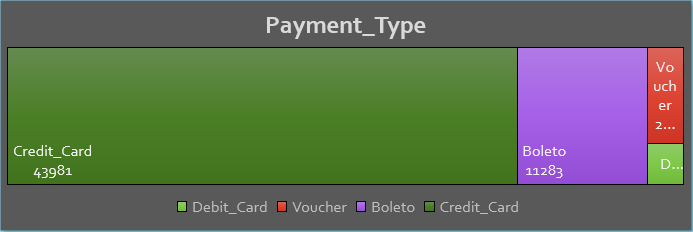 Payment_Type
Credit_Card
43981
Boleto
11283
Vo
uch
er
2...
D...
Debit_Card
Voucher
Boleto
Credit_Card